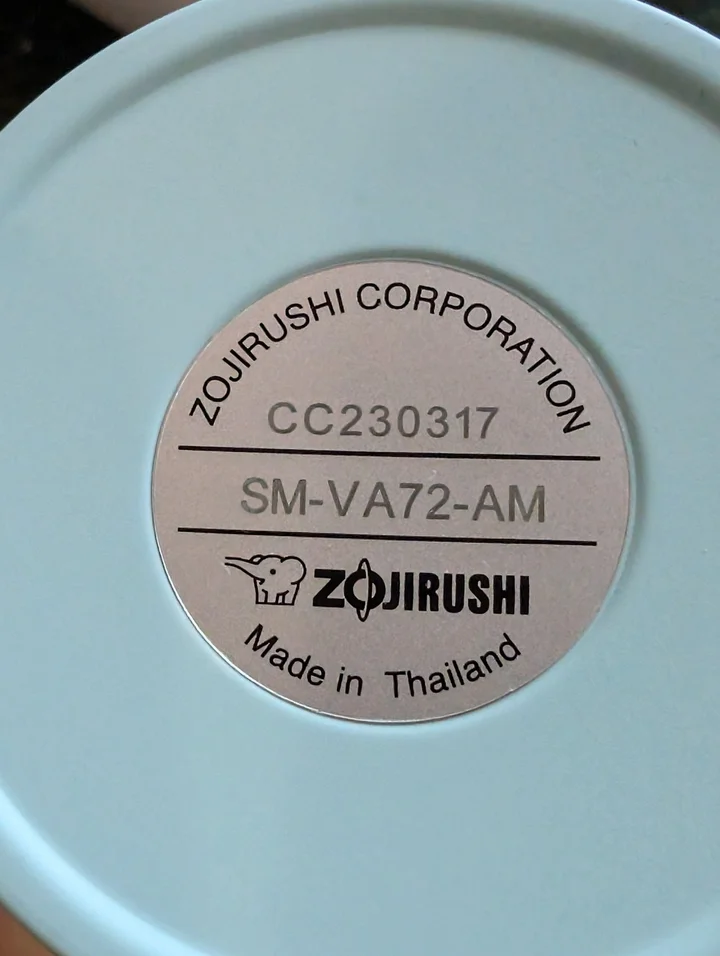 ZOJIRUSHI CORPORATION
CC230317
SM-VA72-AM
ZOJIRUSHI
Made in Thailand